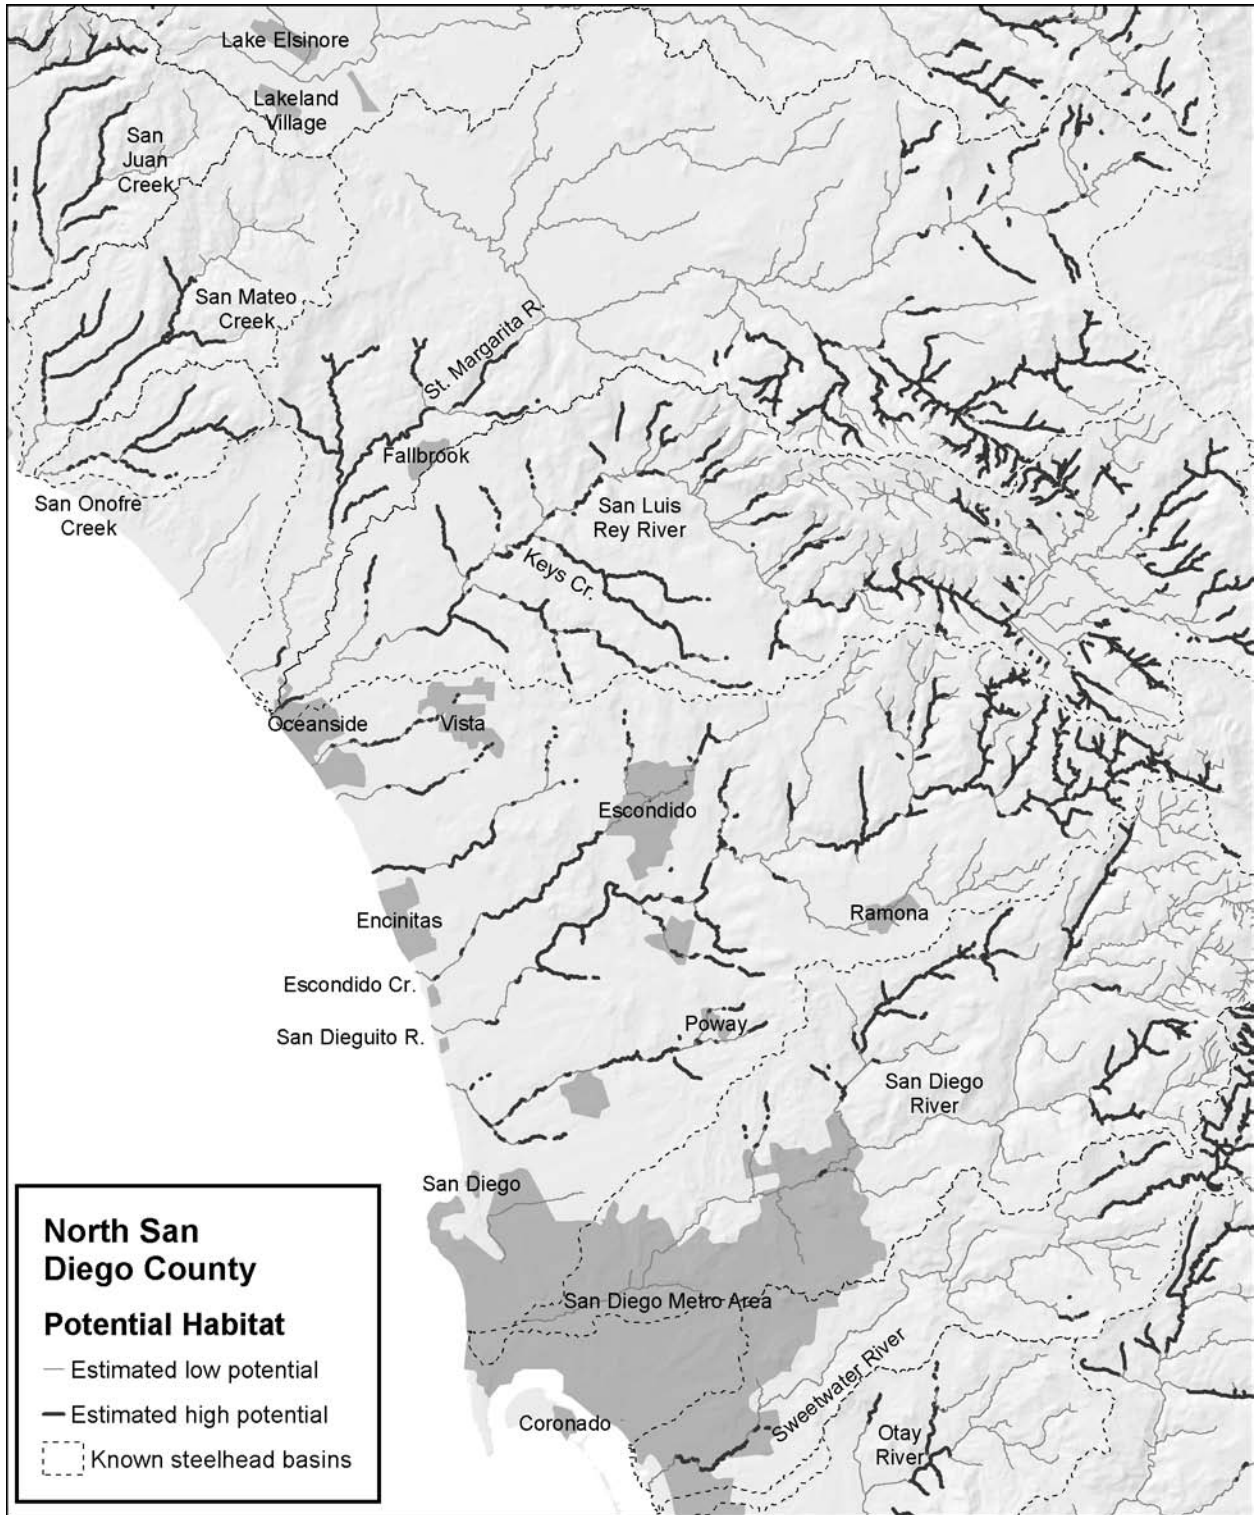 Lake Elsinore
Lakeland
Village
San
Juan
Creek
San Mateo
Creek
St. Margarita R.
Fallbrook
San Onofre
Creek
San Luis
Rey River
Keys Cr.
Oceanside
Vista
Escondido
Encinitas
Ramona
Escondido Cr.
San Dieguito R.
Poway
San Diego
River
San Diego
San Diego Metro Area
Sweetwater River
Coronado
Otay
River
North San
Diego County
Potential Habitat
Estimated low potential
Estimated high potential
Known steelhead basins